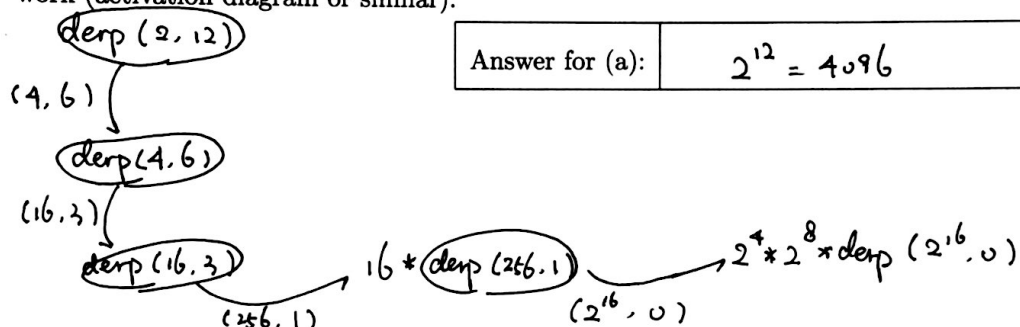 work (activation diagram or similar).
derp (2, 12)
Answer for (a): 2^12 = 4096
(4, 6)
derp(4, 6)
(16, 3)
derp (16, 3) 16 * derp (256, 1) 2^4 * 2^8 * derp (2^16, 0)
(256, 1) (2^16, 0)